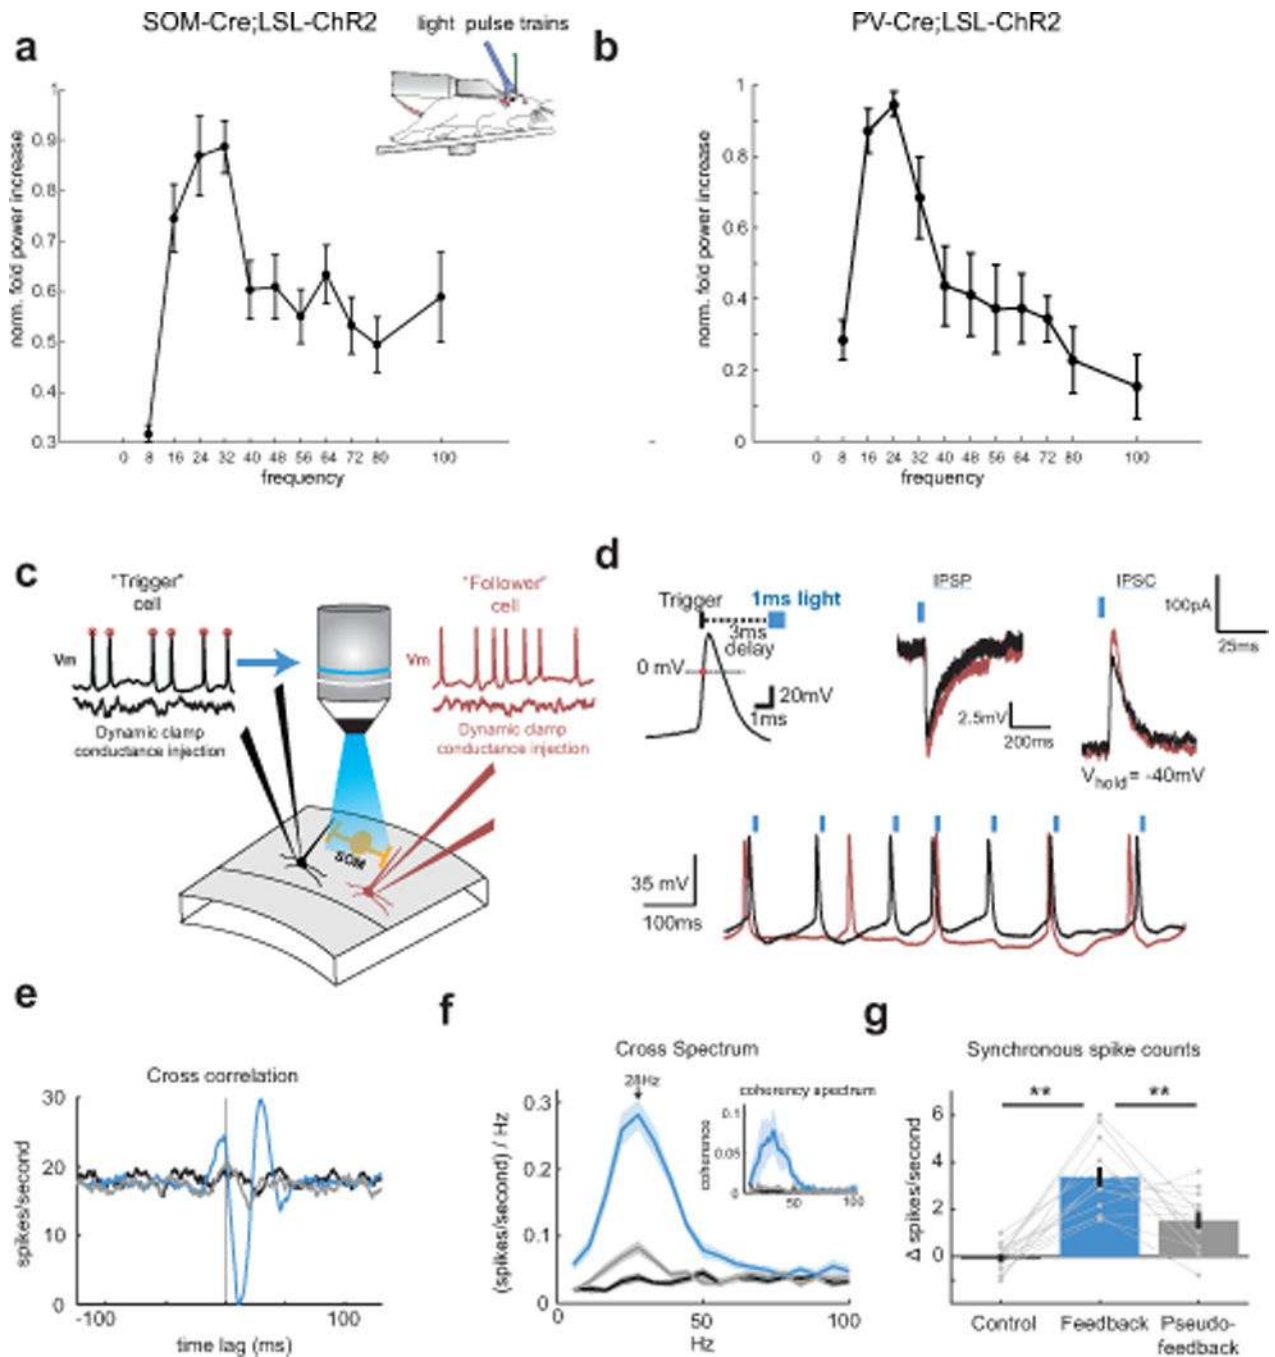 SOM-Cre;LSL-ChR2
light pulse trains
PV-Cre;LSL-ChR2
a
b
norm. fold power increase
1
0.9
0.8
0.7
0.6
0.5
0.4
0.3
0 8 16 24 32 40 48 56 64 72 80 100
frequency
norm. fold power increase
1
0.8
0.6
0.4
0.2
0
0 8 16 24 32 40 48 56 64 72 80 100
frequency
c
"Trigger"
cell
Vm
Dynamic clamp
conductance injection
"Follower"
cell
Vm
Dynamic clamp
conductance injection
SOM
d
Trigger
1ms light
3ms
delay
0 mV
20mV
1ms
IPSP
2.5mV
200ms
IPSC
100pA
25ms
Vhold = -40mV
35 mV
100ms
e
Cross correlation
spikes/second
30
20
10
0
-100 100
time lag (ms)
f
Cross Spectrum
28Hz
(spikes/second) / Hz
0.3
0.2
0.1
0
0 50 100
Hz
coherency spectrum
coherence
0.1
0.05
0
50 100
g
Synchronous spike counts
** **
Δ spikes/second
6
4
2
0
Control Feedback Pseudo-
feedback